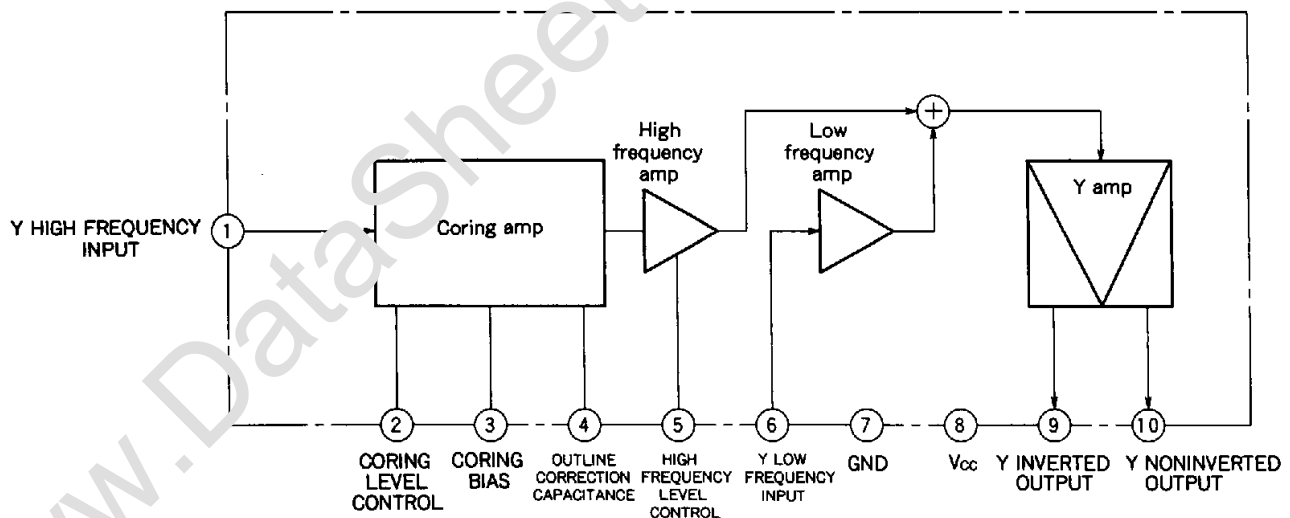 High
frequency
amp
Low
frequency
amp
+
Y amp
Coring amp
Y HIGH FREQUENCY
INPUT
1
2
3
4
5
6
7
8
9
10
CORING
LEVEL
CONTROL
CORING
BIAS
OUTLINE
CORRECTION
CAPACITANCE
HIGH
FREQUENCY
LEVEL
CONTROL
Y LOW
FREQUENCY
INPUT
GND
Vcc
Y INVERTED
OUTPUT
Y NONINVERTED
OUTPUT
w.DataSheet